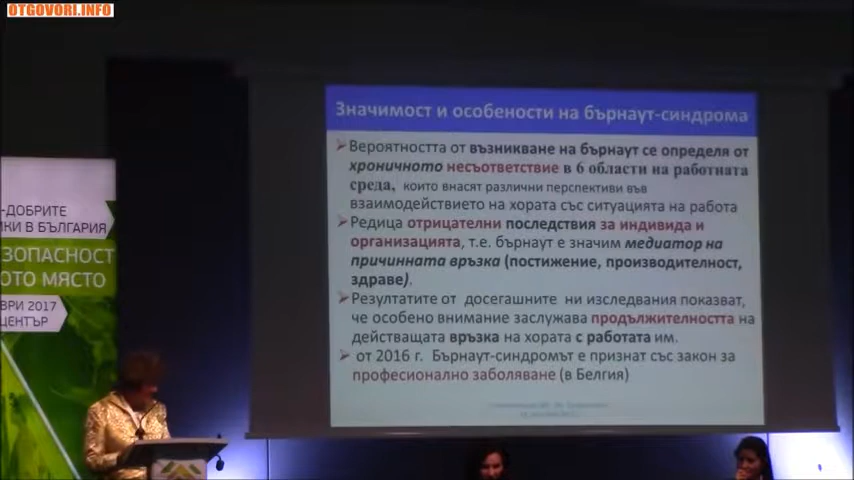 OTGOVORI.INFO
Значимост и особености на бърнаут-синдрома
Вероятността от възникване на бърнаут се определя от
хроничното несъответствие в 6 области на работната
среда, които внасят различни перспективи във
взаимодействието на хората със ситуацията на работа
Редица отрицателни последствия за индивида и
организацията, т.е. бърнаут е значим медиатор на
причинната връзка (постижение, производителност,
здраве).
Резултатите от досегашните ни изследвания показват,
че особено внимание заслужава продължителността на
действащата връзка на хората с работата им.
от 2016 г. Бърнаут-синдромът е признат със закон за
професионално заболяване (в Белгия)
-ДОБРИТЕ
КИ В БЪЛГАРИЯ
ЗОПАСНОСТ
ТО МЯСТО
ВРИ 2017
ЦЕНТЪР